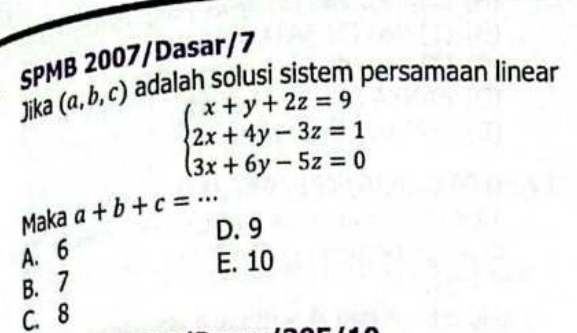 SPMB 2007/Dasar/7
Jika (a, b, c) adalah solusi sistem persamaan linear
x + y + 2z = 9
2x + 4y − 3z = 1
3x + 6y − 5z = 0
Maka a + b + c = ⋯
A. 6
B. 7
C. 8
D. 9
E. 10